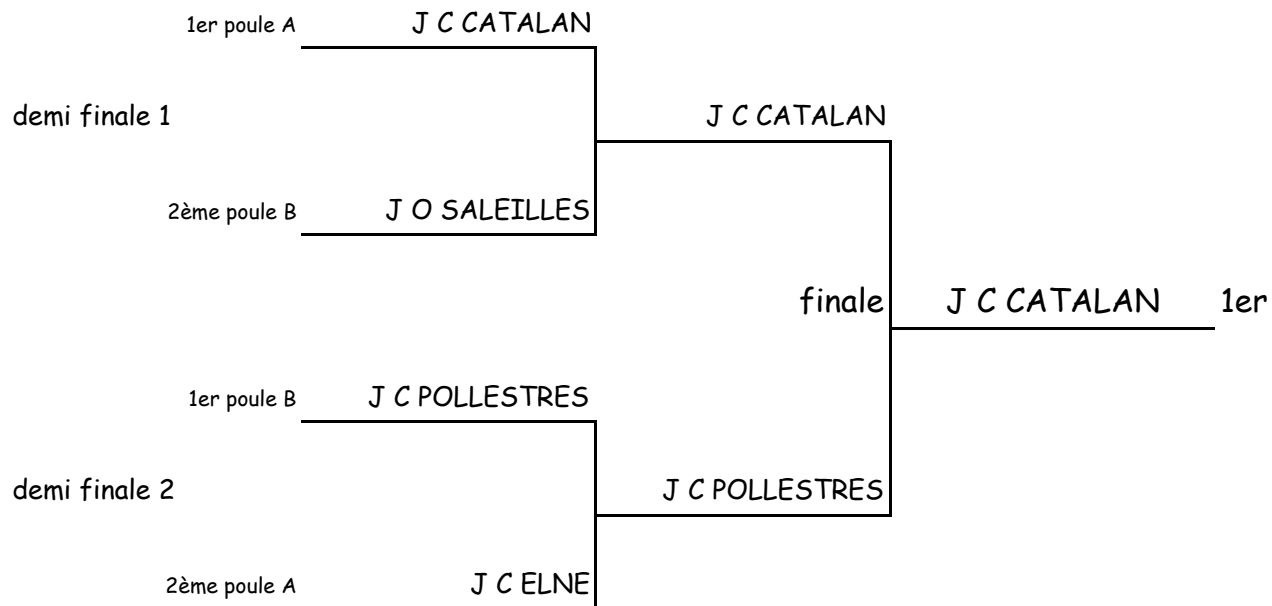 1er poule A J C CATALAN
demi finale 1 J C CATALAN
2ème poule B J O SALEILLES
finale J C CATALAN 1er
1er poule B J C POLLESTRES
demi finale 2 J C POLLESTRES
2ème poule A J C ELNE